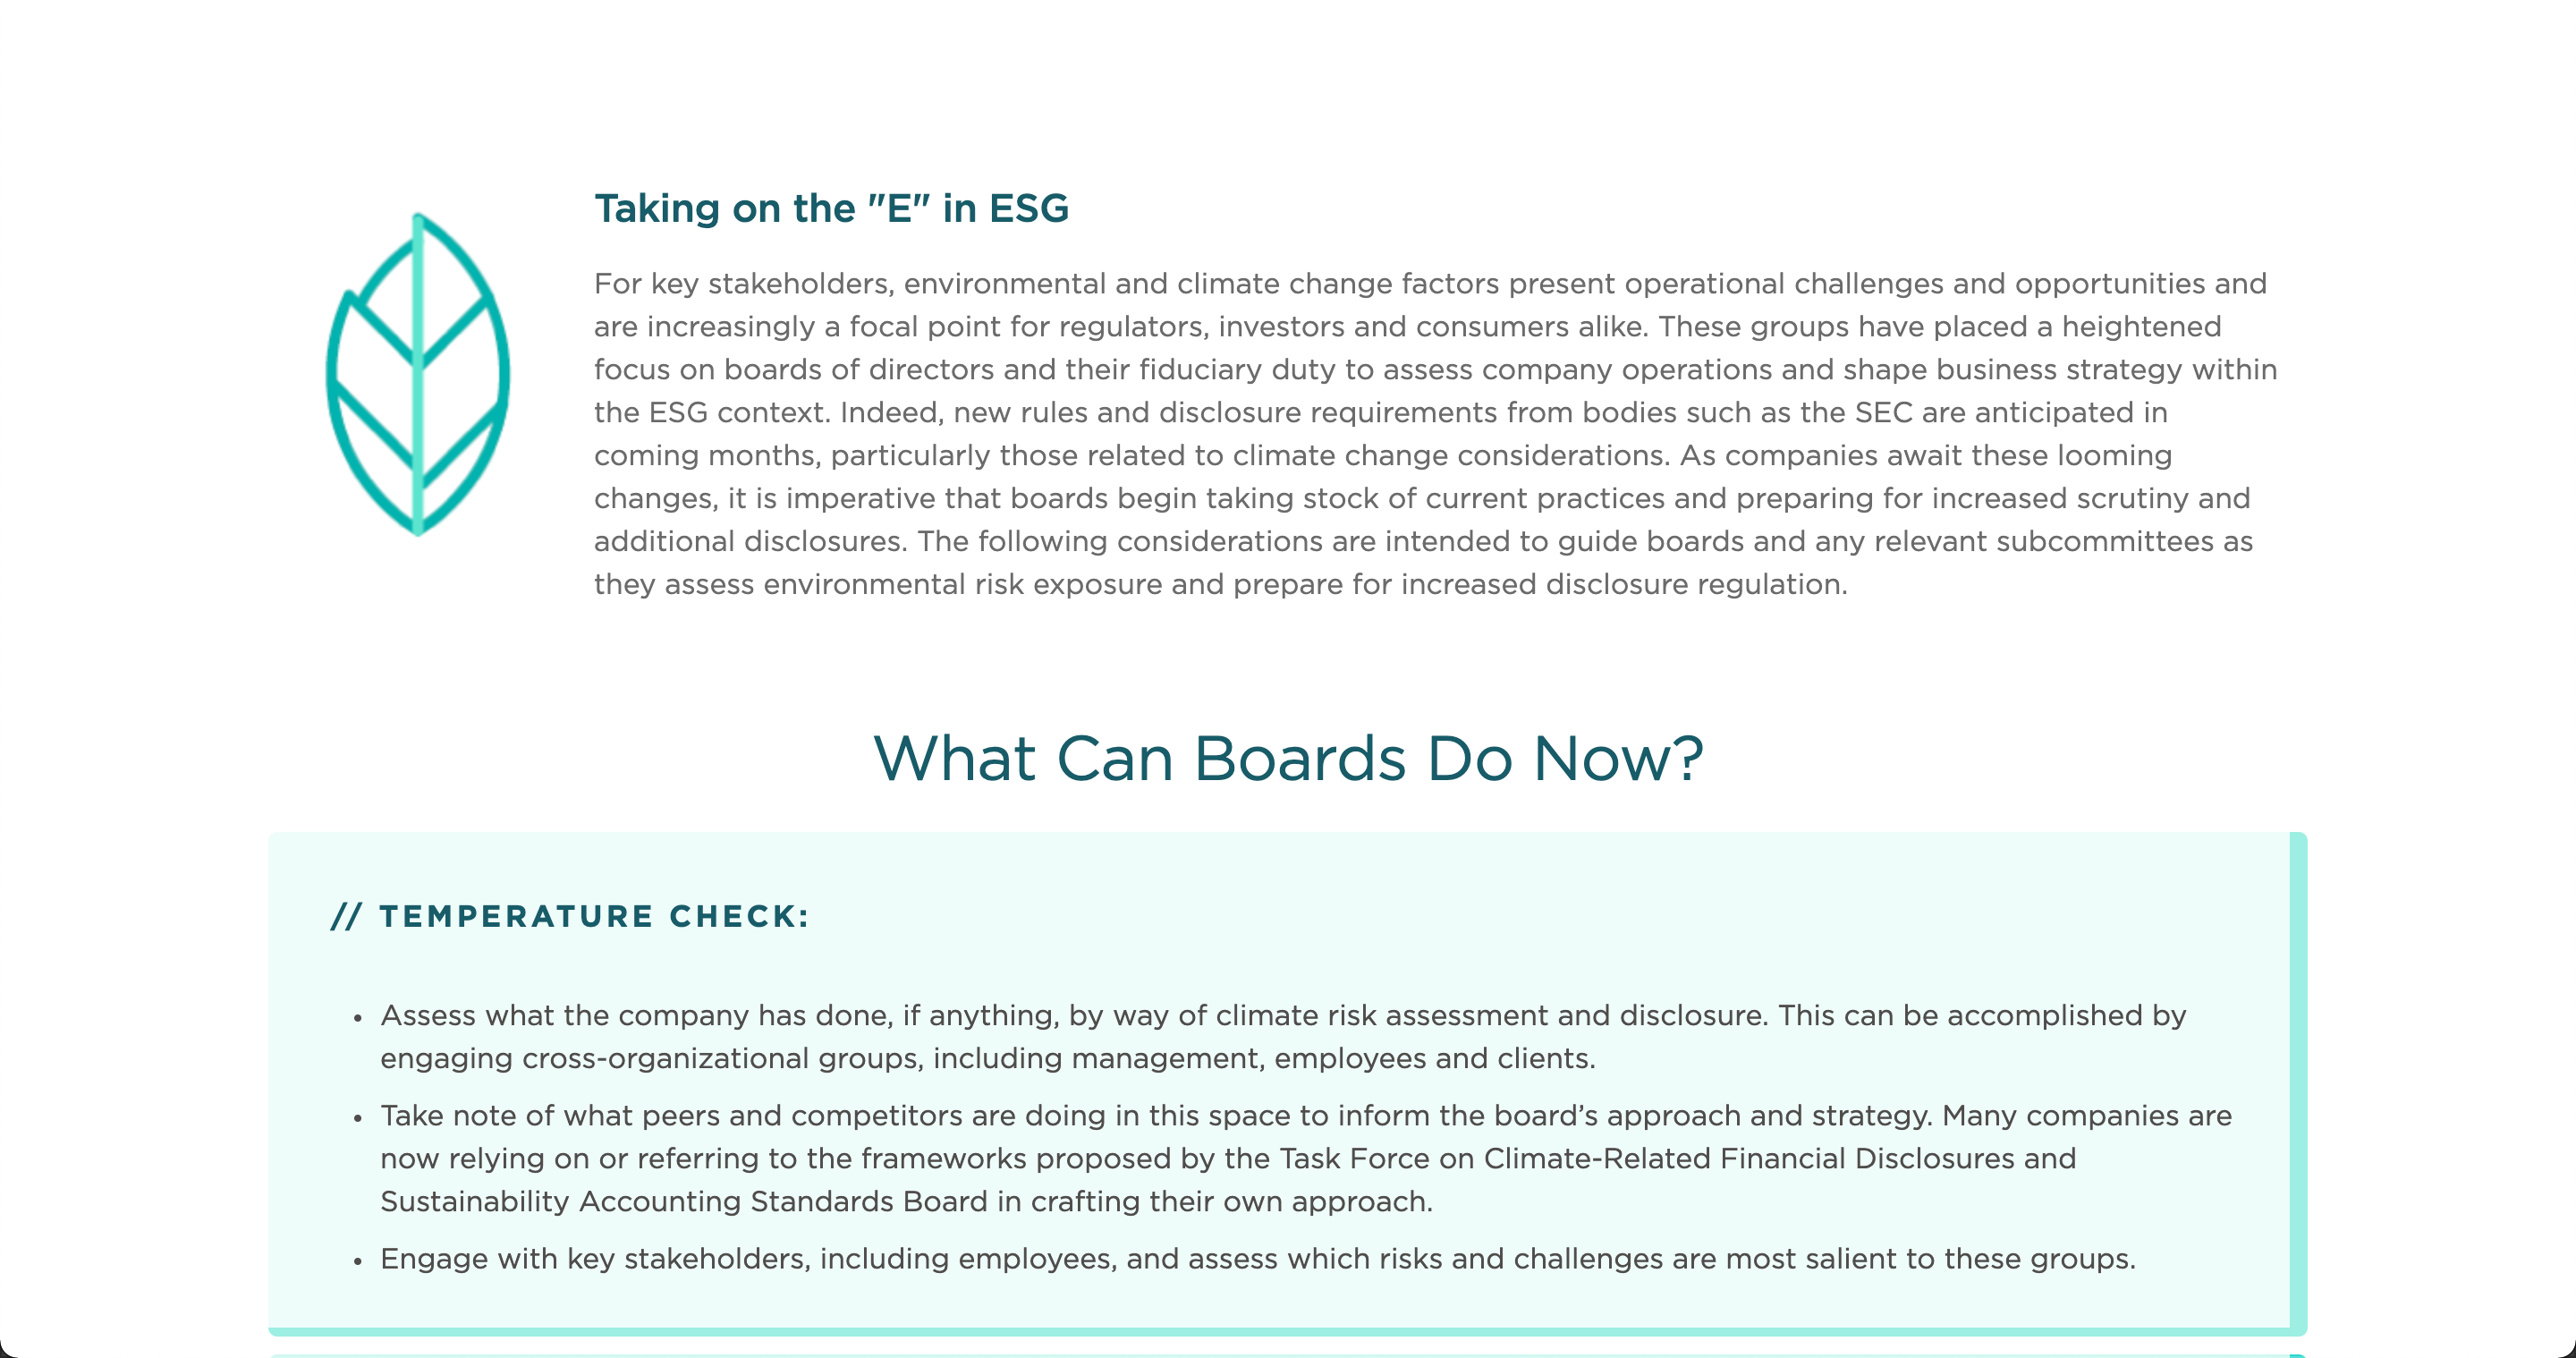 Taking on the "E" in ESG
For key stakeholders, environmental and climate change factors present operational challenges and opportunities and
are increasingly a focal point for regulators, investors and consumers alike. These groups have placed a heightened
focus on boards of directors and their fiduciary duty to assess company operations and shape business strategy within
the ESG context. Indeed, new rules and disclosure requirements from bodies such as the SEC are anticipated in
coming months, particularly those related to climate change considerations. As companies await these looming
changes, it is imperative that boards begin taking stock of current practices and preparing for increased scrutiny and
additional disclosures. The following considerations are intended to guide boards and any relevant subcommittees as
they assess environmental risk exposure and prepare for increased disclosure regulation.
What Can Boards Do Now?
// TEMPERATURE CHECK:
• Assess what the company has done, if anything, by way of climate risk assessment and disclosure. This can be accomplished by
engaging cross-organizational groups, including management, employees and clients.
• Take note of what peers and competitors are doing in this space to inform the board’s approach and strategy. Many companies are
now relying on or referring to the frameworks proposed by the Task Force on Climate-Related Financial Disclosures and
Sustainability Accounting Standards Board in crafting their own approach.
• Engage with key stakeholders, including employees, and assess which risks and challenges are most salient to these groups.